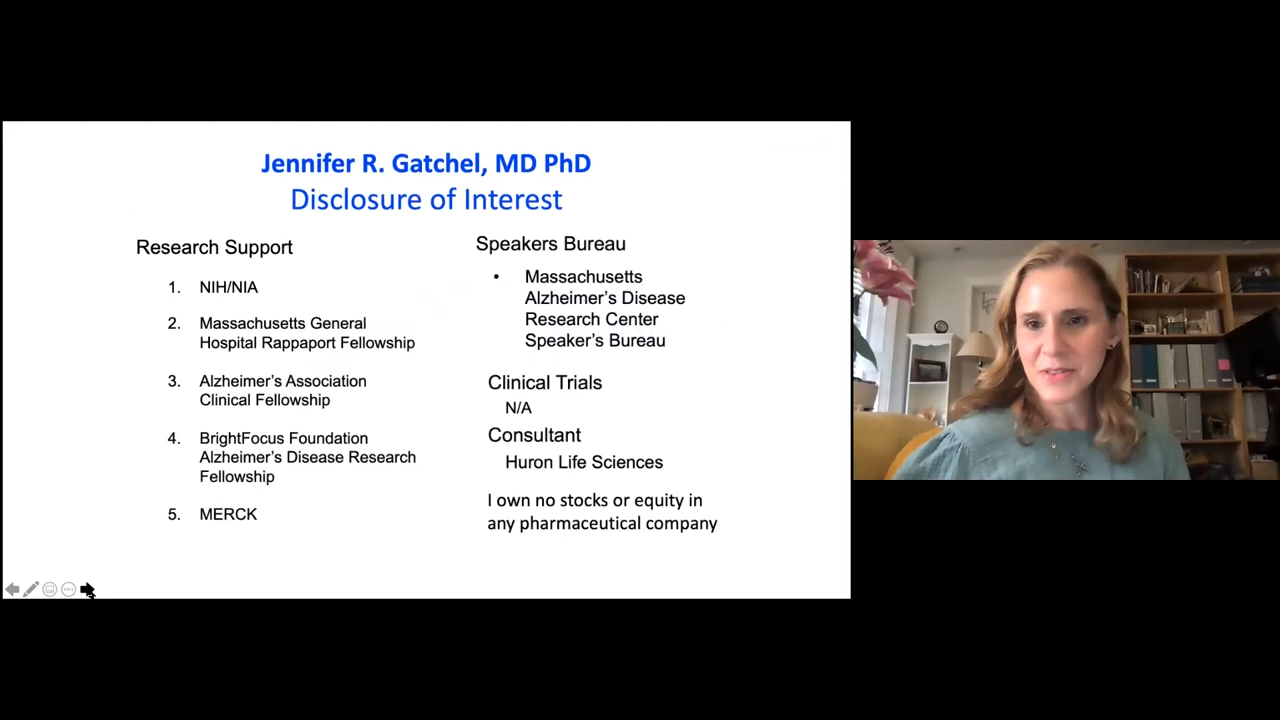 Jennifer R. Gatchel, MD PhD
Disclosure of Interest
Research Support
1. NIH/NIA
2. Massachusetts General
Hospital Rappaport Fellowship
3. Alzheimer's Association
Clinical Fellowship
4. BrightFocus Foundation
Alzheimer's Disease Research
Fellowship
5. MERCK
Speakers Bureau
• Massachusetts
Alzheimer's Disease
Research Center
Speaker's Bureau
Clinical Trials
N/A
Consultant
Huron Life Sciences
I own no stocks or equity in
any pharmaceutical company